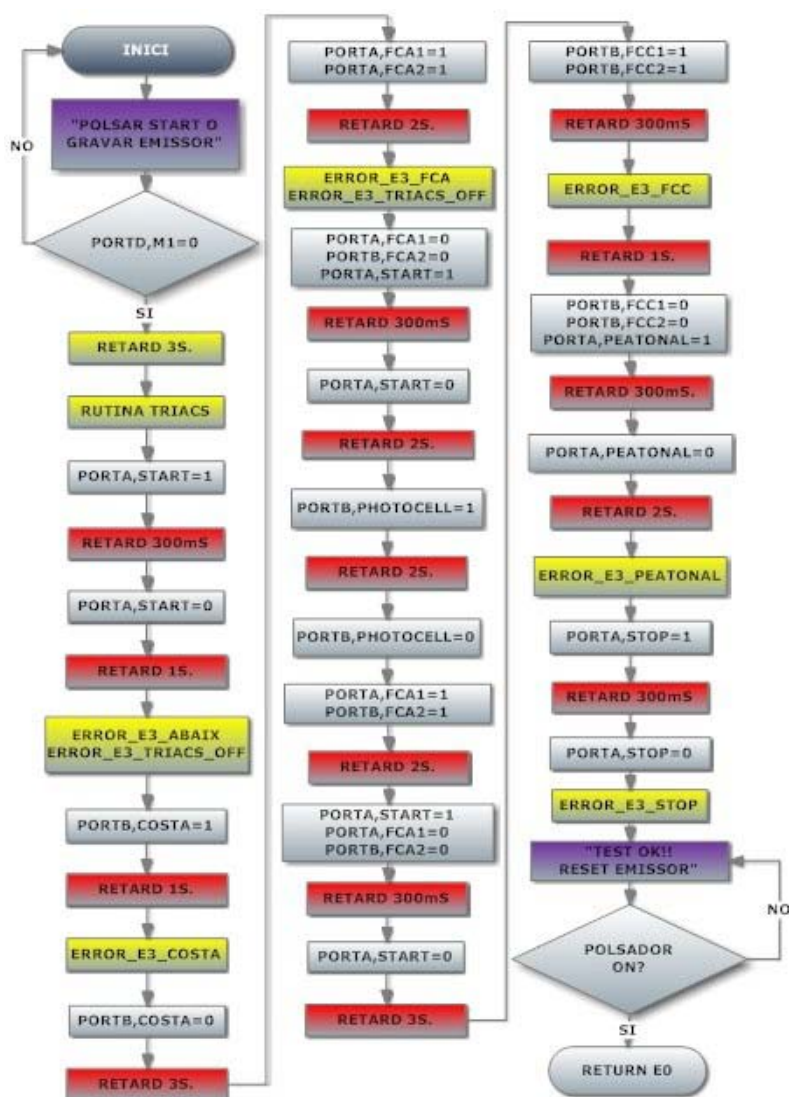 INICI
"POLSAR START O
GRAVAR EMISSOR"
NO
PORTD,M1=0
SI
RETARD 3S.
RUTINA TRIACS
PORTA,START=1
RETARD 300mS
PORTA,START=0
RETARD 1S.
ERROR_E3_ABAIX
ERROR_E3_TRIACS_OFF
PORTB,COSTA=1
RETARD 1S.
ERROR_E3_COSTA
PORTB,COSTA=0
RETARD 3S.
PORTA,FCA1=1
PORTA,FCA2=1
RETARD 2S.
ERROR_E3_FCA
ERROR_E3_TRIACS_OFF
PORTA,FCA1=0
PORTB,FCA2=0
PORTA,START=1
RETARD 300mS
PORTA,START=0
RETARD 2S.
PORTB,PHOTOCELL=1
RETARD 2S.
PORTB,PHOTOCELL=0
PORTA,FCA1=1
PORTB,FCA2=1
RETARD 2S.
PORTA,START=1
PORTA,FCA1=0
PORTB,FCA2=0
RETARD 300mS
PORTA,START=0
RETARD 3S.
PORTB,FCC1=1
PORTB,FCC2=1
RETARD 300mS
ERROR_E3_FCC
RETARD 1S.
PORTB,FCC1=0
PORTB,FCC2=0
PORTA,PEATONAL=1
RETARD 300mS.
PORTA,PEATONAL=0
RETARD 2S.
ERROR_E3_PEATONAL
PORTA,STOP=1
RETARD 300mS
PORTA,STOP=0
ERROR_E3_STOP
"TEST OK!!
RESET EMISSOR"
NO
POLSADOR
ON?
SI
RETURN E0